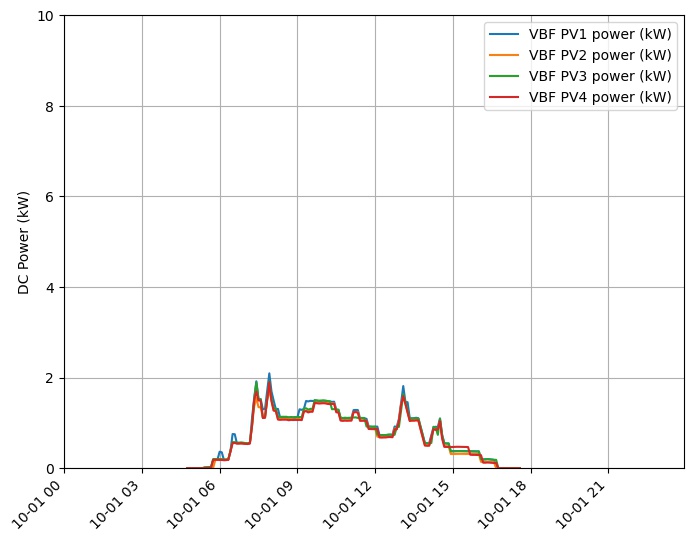 10
8
6
4
2
0
DC Power (kW)
VBF PV1 power (kW)
VBF PV2 power (kW)
VBF PV3 power (kW)
VBF PV4 power (kW)
10-01 00
10-01 03
10-01 06
10-01 09
10-01 12
10-01 15
10-01 18
10-01 21